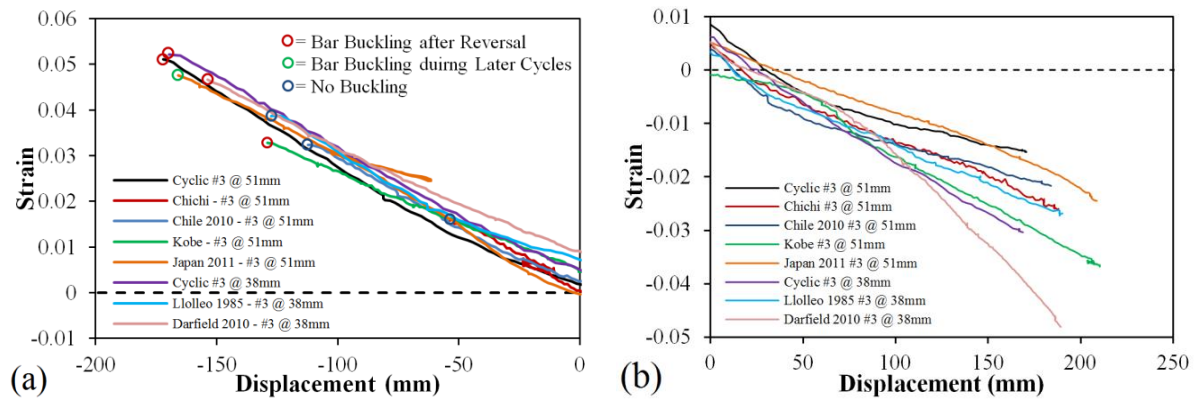 0.06
0.05
0.04
0.03
0.02
0.01
0
-0.01
Strain
O= Bar Buckling after Reversal
O= Bar Buckling duirng Later Cycles
O= No Buckling
Cyclic #3 @ 51mm
Chichi - #3 @ 51mm
Chile 2010 - #3 @ 51mm
Kobe - #3 @ 51mm
Japan 2011 - #3 @ 51mm
Cyclic #3 @ 38mm
Llolleo 1985 - #3 @ 38mm
Darfield 2010 - #3 @ 38mm
-200 -150 -100 -50 0
(a) Displacement (mm)
0.01
0
-0.01
-0.02
-0.03
-0.04
-0.05
Strain
Cyclic #3 @ 51mm
Chichi #3 @ 51mm
Chile 2010 #3 @ 51mm
Kobe #3 @ 51mm
Japan 2011 #3 @ 51mm
Cyclic #3 @ 38mm
Llolleo 1985 #3 @ 38mm
Darfield 2010 #3 @ 38mm
0 50 100 150 200 250
(b) Displacement (mm)